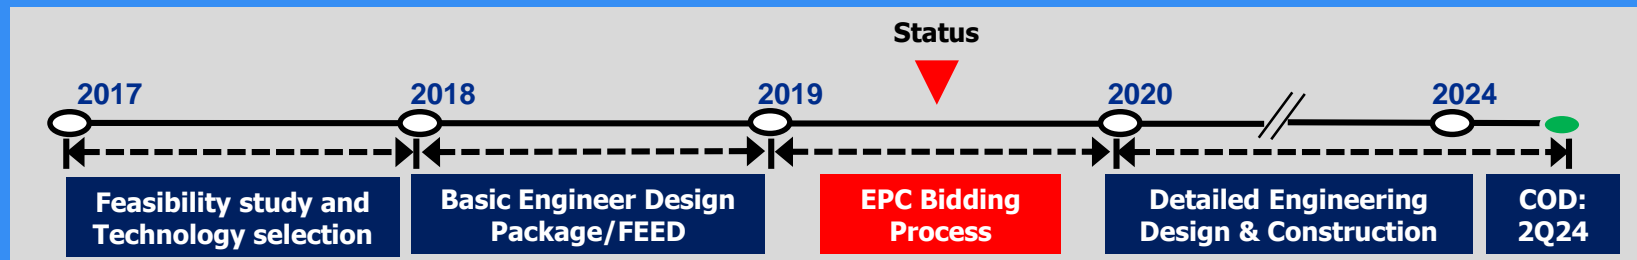 Status
2017
2018
2019
2020
2024
Feasibility study and
Technology selection
Basic Engineer Design
Package/FEED
EPC Bidding
Process
Detailed Engineering
Design & Construction
COD:
2Q24